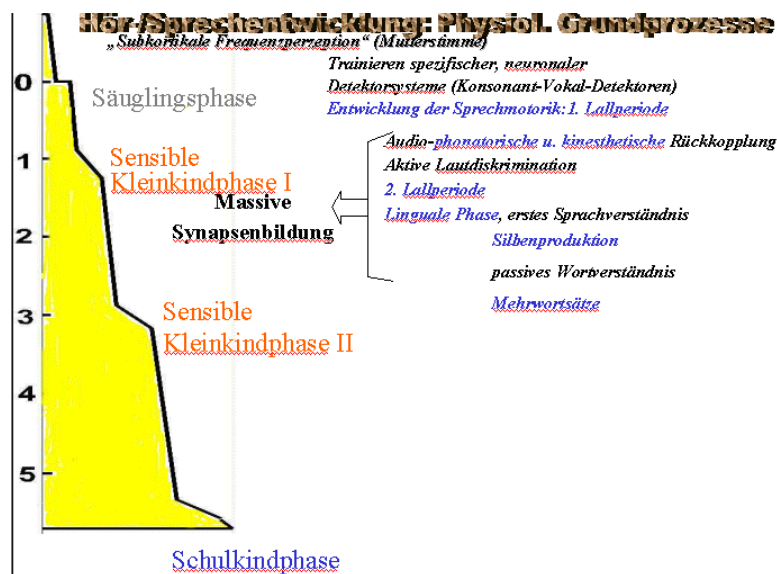 Hör-/Sprachentwicklung: Physiol. Grundprozesse
„Subkortikale Frequenzperzeption“ (Mutterstimme)
Trainieren spezifischer, neuronaler
Detektorsysteme (Konsonant-Vokal-Detektoren)
0
Säuglingsphase
Entwicklung der Sprechmotorik: 1. Lallperiode
Audio-phonatorische u. kinesthetische Rückkopplung
1
Sensible
Kleinkindphase I
Aktive Lautdiskrimination
2. Lallperiode
Massive
Synapsenbildung
Linguale Phase, erstes Sprachverständnis
2
Silbenproduktion
passives Wortverständnis
Mehrwortsätze
3
Sensible
Kleinkindphase II
4
5
Schulkindphase